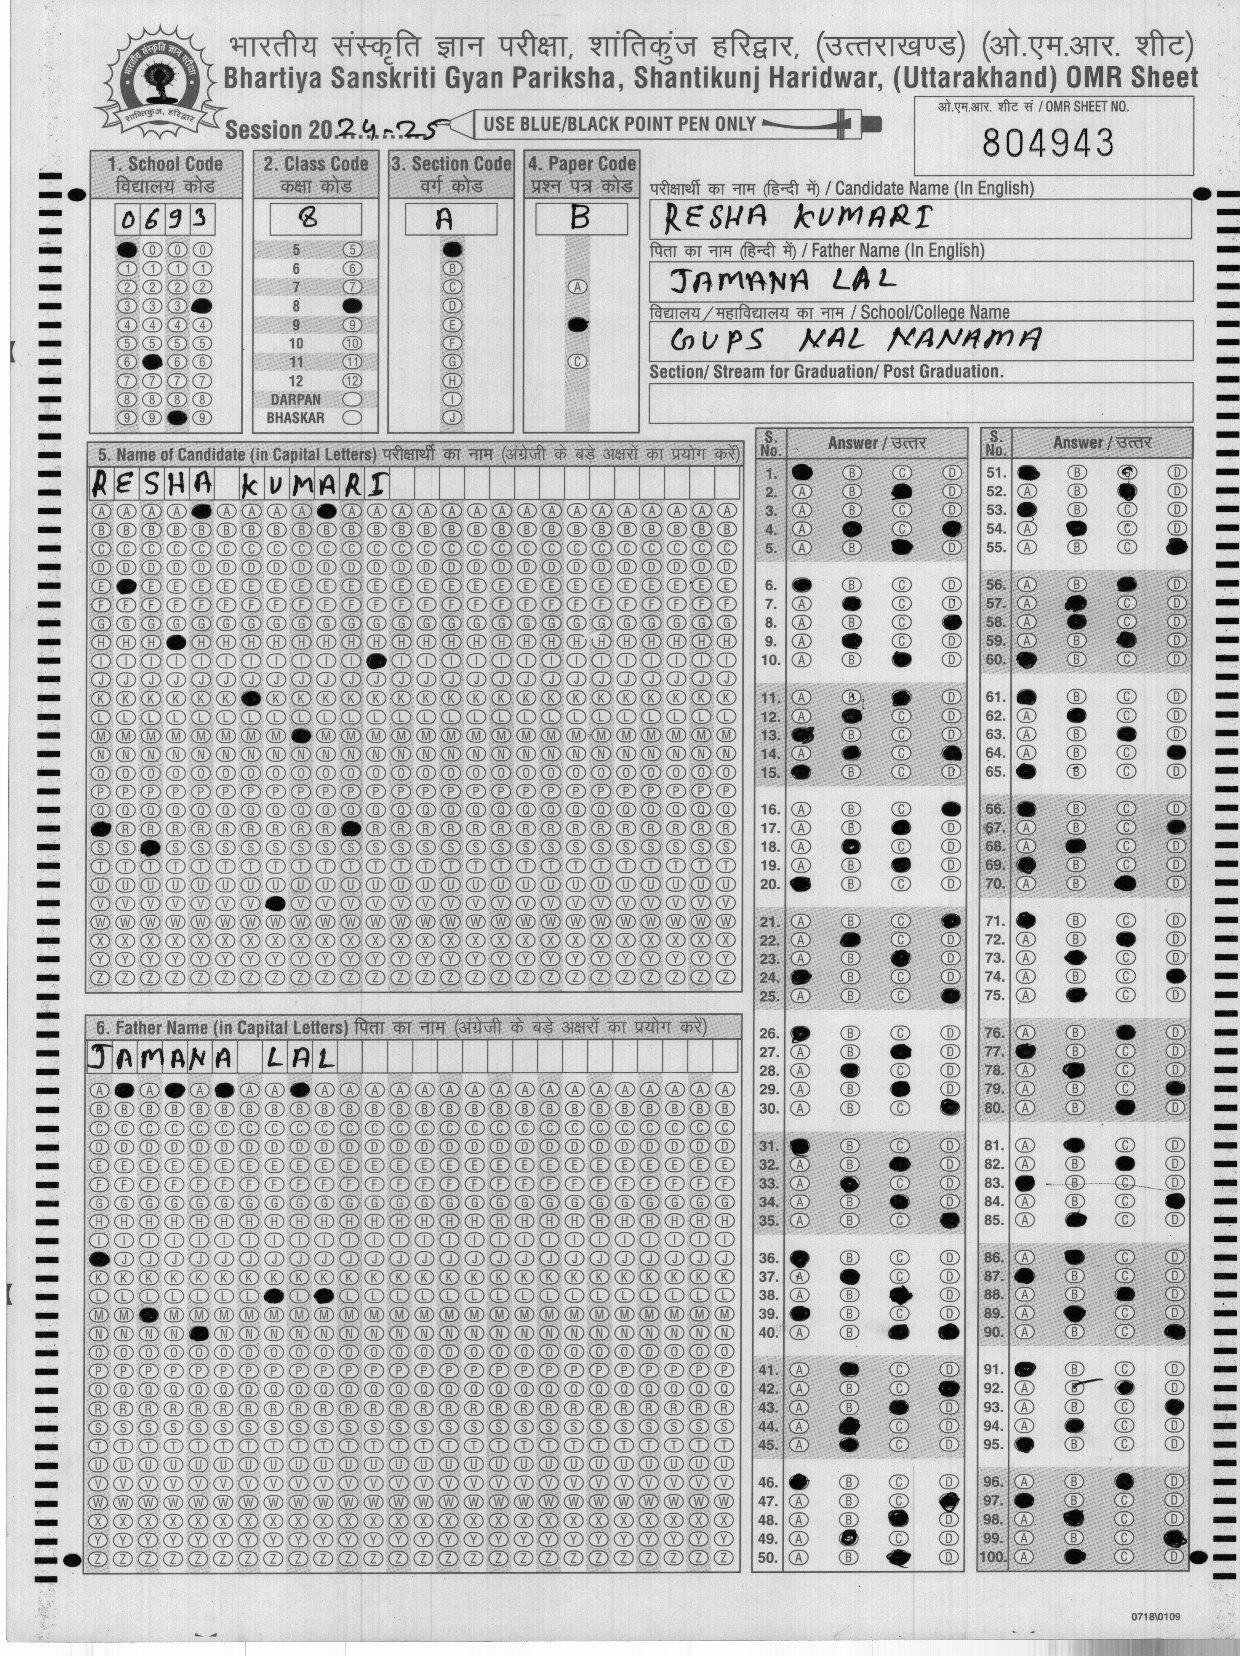 भारतीय संस्कृति ज्ञान परीक्षा, शांतिकुंज हरिद्वार, (उत्तराखण्ड) (ओ.एम.आर. शीट)
Bhartiya Sanskriti Gyan Pariksha, Shantikunj Haridwar, (Uttarakhand) OMR Sheet
Session 2024-25 USE BLUE/BLACK POINT PEN ONLY
ओ.एम.आर. शीट सं / OMR SHEET NO.
804943
1. School Code
विद्यालय कोड
0693
2. Class Code
कक्षा कोड
8
5
6
7
8
9
10
11
12
DARPAN
BHASKAR
3. Section Code
वर्ग कोड
A
4. Paper Code
प्रश्न पत्र कोड
B
परीक्षार्थी का नाम (हिन्दी में) / Candidate Name (In English)
RESHA KUMARI
पिता का नाम (हिन्दी में) / Father Name (In English)
JAMANA LAL
विद्यालय/महाविद्यालय का नाम / School/College Name
GUPS NAL NANAMA
Section/ Stream for Graduation/ Post Graduation.
5. Name of Candidate (in Capital Letters) परीक्षार्थी का नाम (अंग्रेजी के बड़े अक्षरों का प्रयोग करें)
RESHA KUMARI
6. Father Name (in Capital Letters) पिता का नाम (अंग्रेजी के बड़े अक्षरों का प्रयोग करें)
JAMANA LAL
S. No. Answer / उत्तर
S. No. Answer / उत्तर
0718\0109